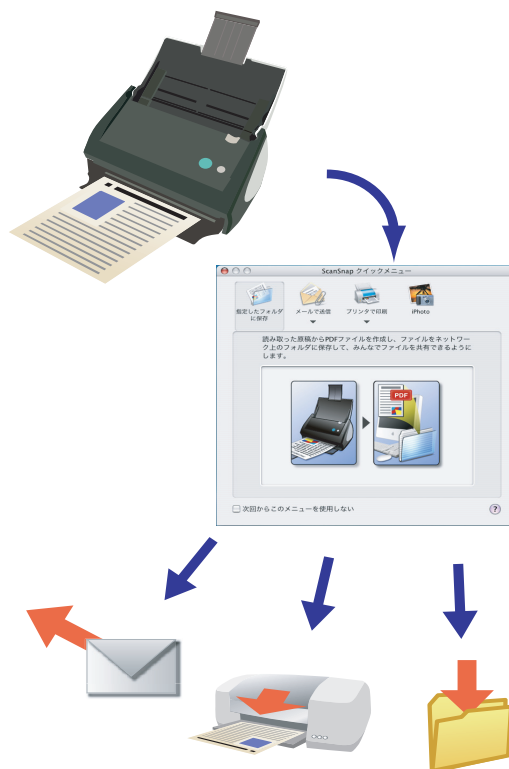 ScanSnap クイックメニュー
指定したフォルダ
に保存
メールで送信
プリンタで印刷
iPhoto
読み取った原稿からPDFファイルを作成し、ファイルをネットワー
ク上のフォルダに保存して、みんなでファイルを共有できるように
します。
PDF
次回からこのメニューを使用しない
?